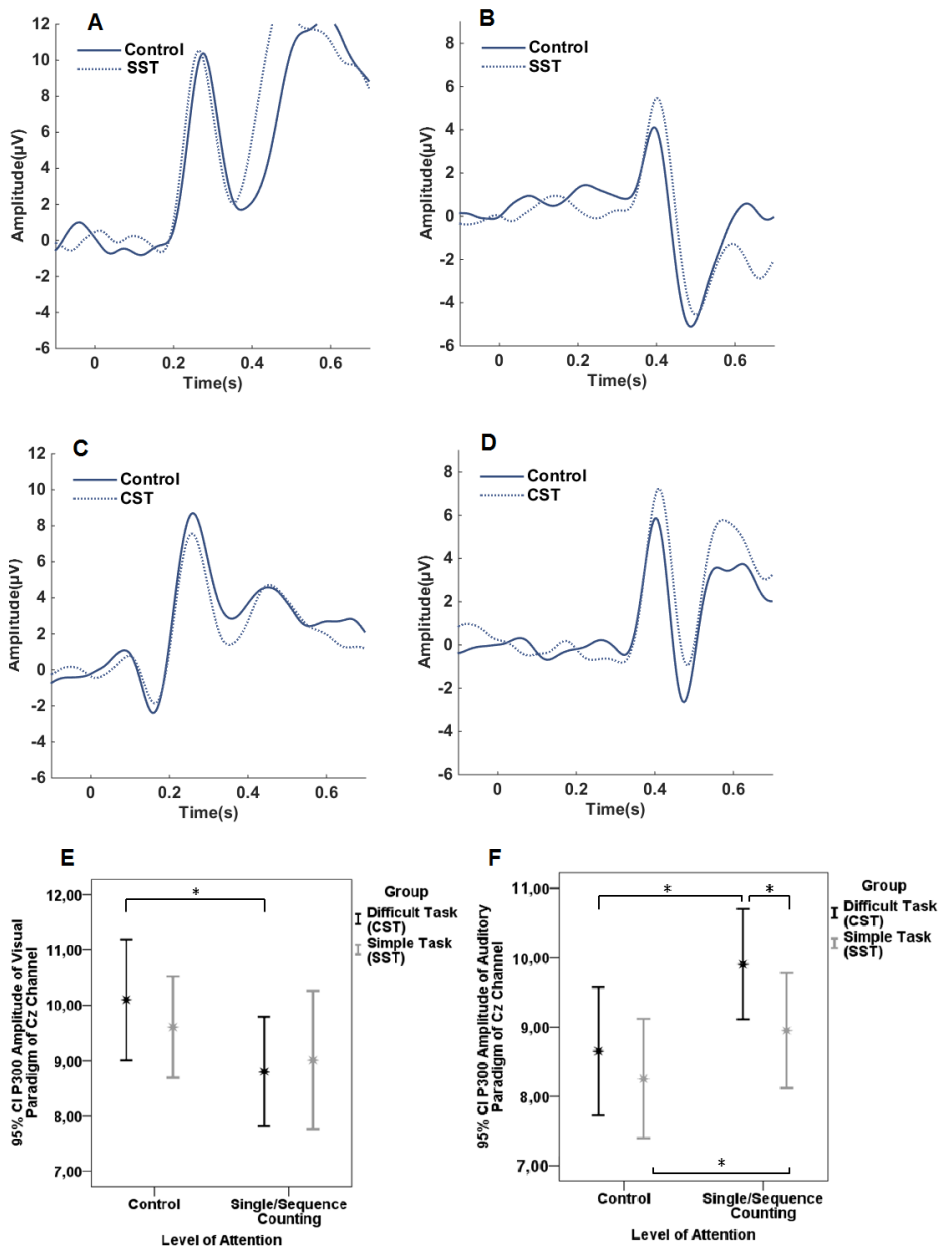 A
Control
SST
12
10
8
6
4
2
0
-2
-4
-6
Amplitude(µV)
0 0.2 0.4 0.6
Time(s)
B
Control
SST
8
6
4
2
0
-2
-4
-6
Amplitude(µV)
0 0.2 0.4 0.6
Time(s)
C
Control
CST
12
10
8
6
4
2
0
-2
-4
-6
Amplitude(µV)
0 0.2 0.4 0.6
Time(s)
D
Control
CST
8
6
4
2
0
-2
-4
-6
Amplitude(µV)
0 0.2 0.4 0.6
Time(s)
E
*
12,00
11,00
10,00
9,00
8,00
7,00
95% CI P300 Amplitude of Visual
Paradigm of Cz Channel
Control
Single/Sequence
Counting
Level of Attention
Group
Difficult Task
(CST)
Simple Task
(SST)
F
* *
*
11,00
10,00
9,00
8,00
7,00
95% CI P300 Amplitude of Auditory
Paradigm of Cz Channel
Control
Single/Sequence
Counting
Level of Attention
Group
Difficult Task
(CST)
Simple Task
(SST)